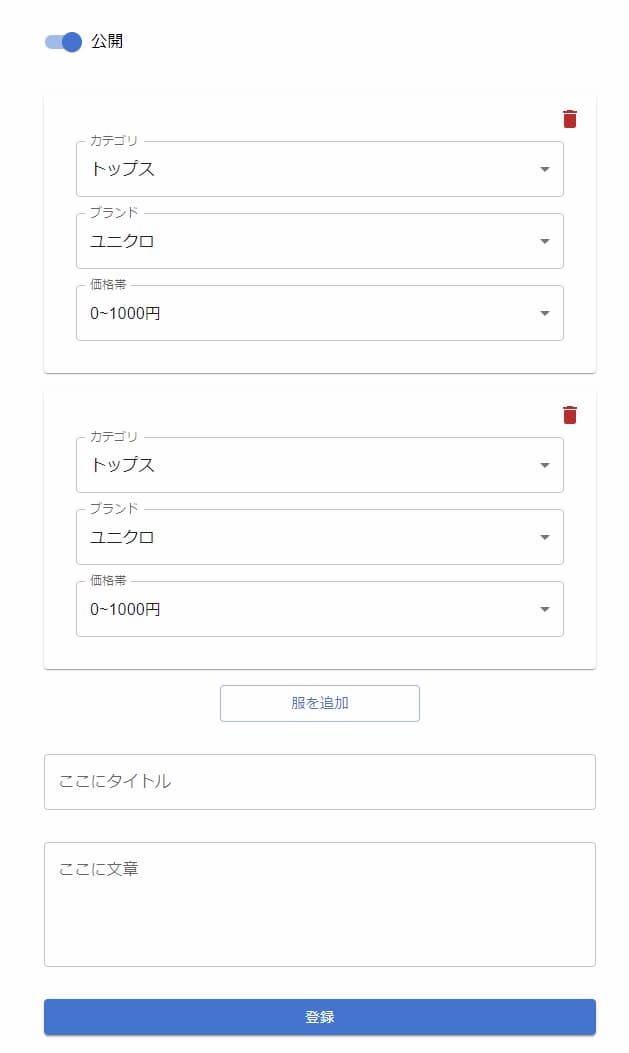 公開
カテゴリ
トップス
ブランド
ユニクロ
価格帯
0~1000円
カテゴリ
トップス
ブランド
ユニクロ
価格帯
0~1000円
服を追加
ここにタイトル
ここに文章
登録